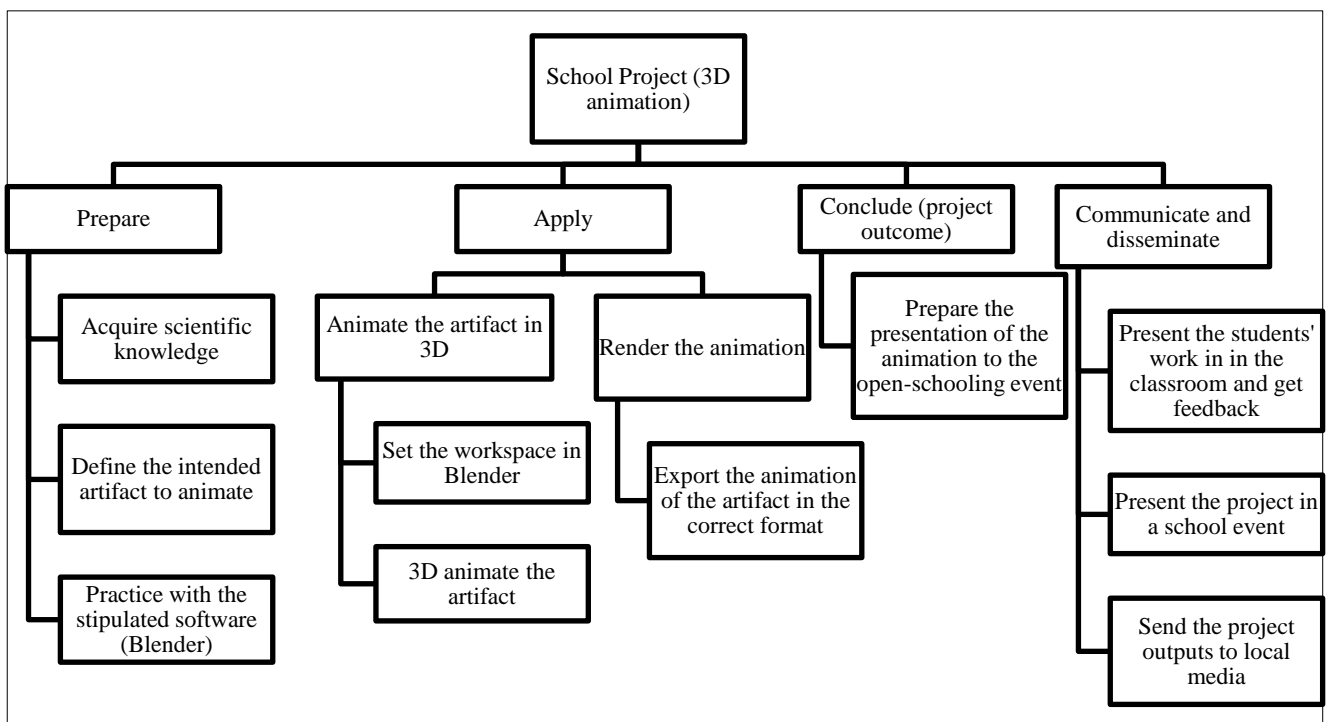 School Project (3D
animation)
Prepare
Apply
Conclude (project
outcome)
Communicate and
disseminate
Acquire scientific
knowledge
Define the intended
artifact to animate
Practice with the
stipulated software
(Blender)
Animate the artifact in
3D
Render the animation
Set the workspace in
Blender
3D animate the
artifact
Export the animation
of the artifact in the
correct format
Prepare the
presentation of the
animation to the
open-schooling event
Present the students'
work in in the
classroom and get
feedback
Present the project in
a school event
Send the project
outputs to local
media